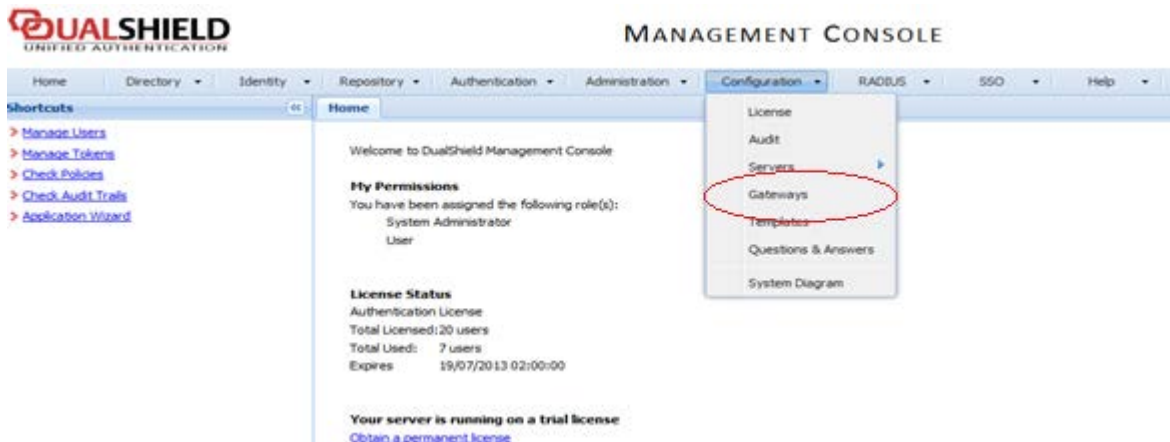 DUALSHIELD
UNIFIED AUTHENTICATION
MANAGEMENT CONSOLE
Home Directory Identity Repository Authentication Administration Configuration RADIUS SSO Help
Shortcuts
Home
Manage Users
Manage Tokens
Check Policies
Check Audit Trails
Application Wizard
Welcome to DualShield Management Console
My Permissions
You have been assigned the following role(s):
System Administrator
User
License Status
Authentication License
Total Licensed: 20 users
Total Used: 7 users
Expires 19/07/2013 02:00:00
Your server is running on a trial license
Obtain a permanent license
License
Audit
Servers
Gateways
Templates
Questions & Answers
System Diagram